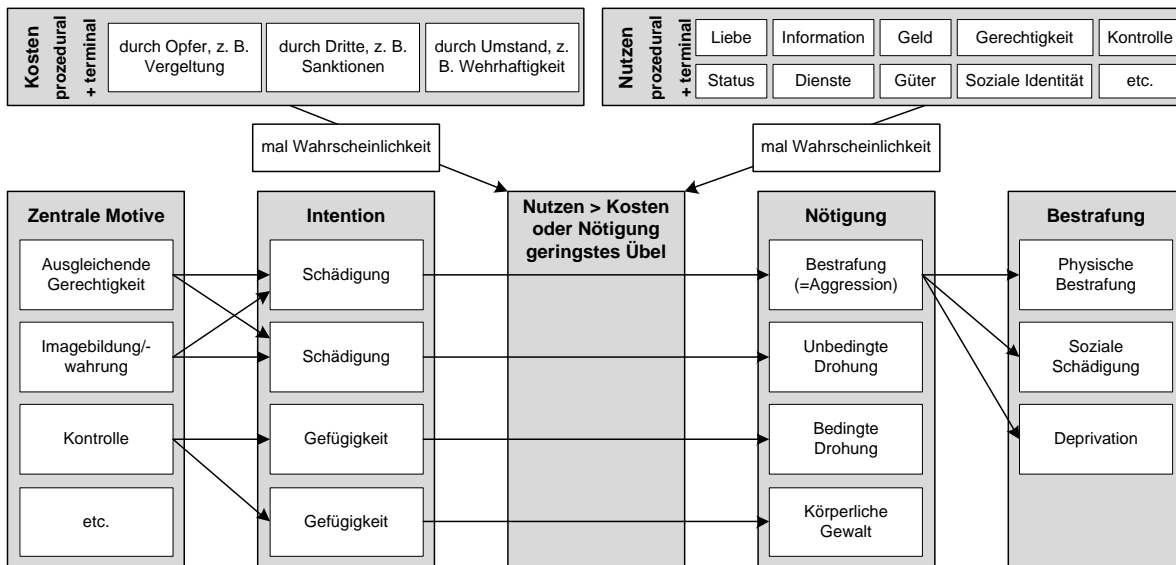 Kosten
prozedural
+ terminal
durch Opfer, z. B.
Vergeltung
durch Dritte, z. B.
Sanktionen
durch Umstand, z.
B. Wehrhaftigkeit
Nutzen
prozedural
+ terminal
Liebe
Information
Geld
Gerechtigkeit
Kontrolle
Status
Dienste
Güter
Soziale Identität
etc.
mal Wahrscheinlichkeit
mal Wahrscheinlichkeit
Zentrale Motive
Ausgleichende
Gerechtigkeit
Imagebildung/-
wahrung
Kontrolle
etc.
Intention
Schädigung
Schädigung
Gefügigkeit
Gefügigkeit
Nutzen > Kosten
oder Nötigung
geringstes Übel
Nötigung
Bestrafung
(=Aggression)
Unbedingte
Drohung
Bedingte
Drohung
Körperliche
Gewalt
Bestrafung
Physische
Bestrafung
Soziale
Schädigung
Deprivation